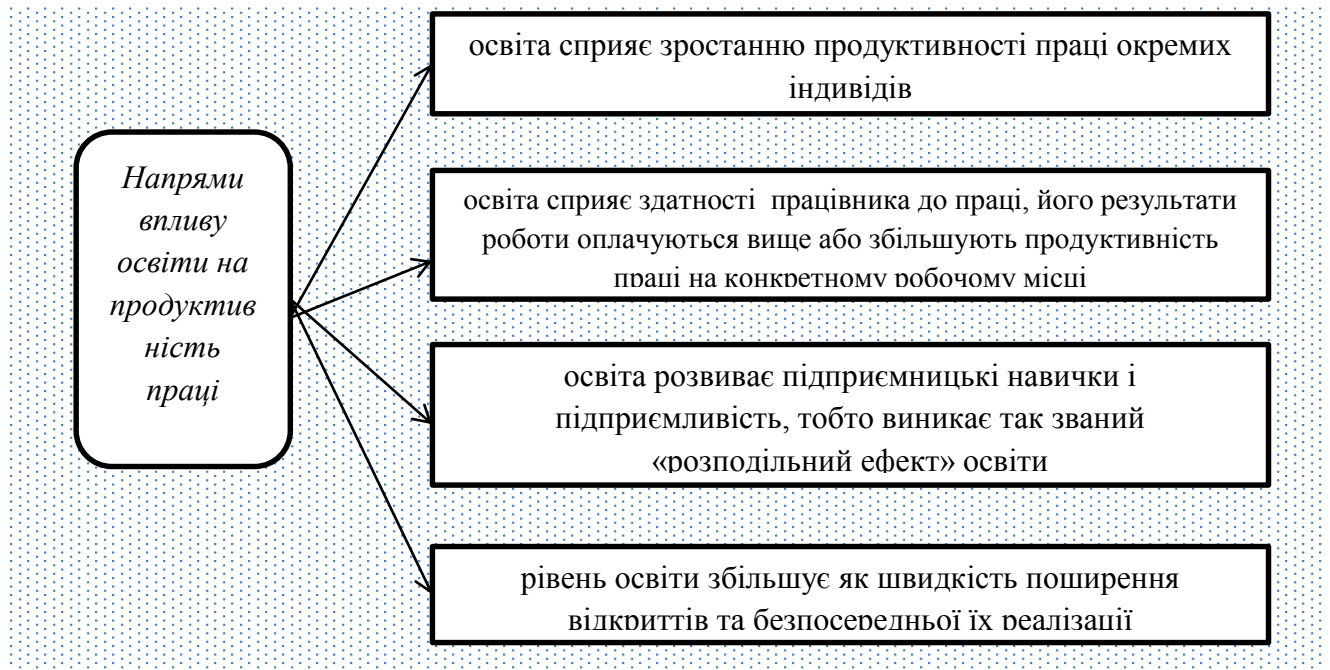 освіта сприяє зростанню продуктивності праці окремих
індивідів
Напрями
впливу
освіти на
продуктив
ність
праці
освіта сприяє здатності працівника до праці, його результати
роботи оплачуються вище або збільшують продуктивність
праці на конкретному робочому місці
освіта розвиває підприємницькі навички і
підприємливість, тобто виникає так званий
«розподільний ефект» освіти
рівень освіти збільшує як швидкість поширення
відкриттів та безпосередньої їх реалізації